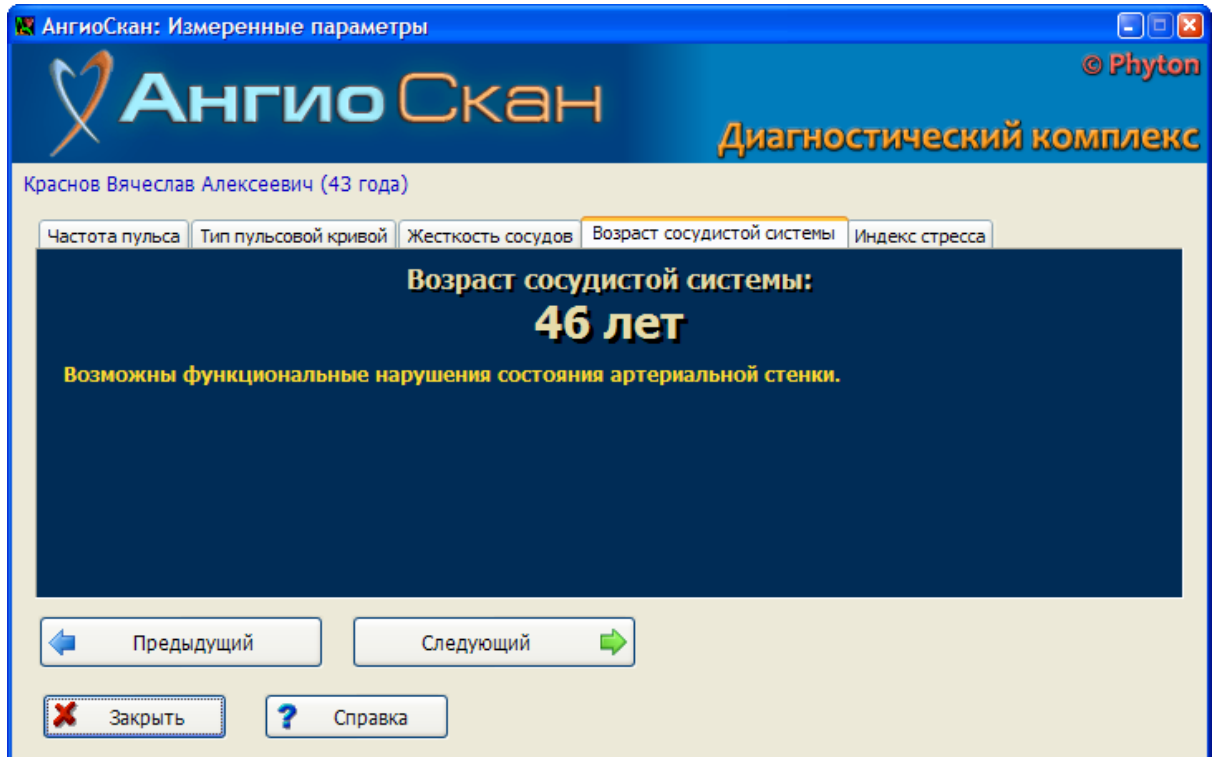 АнгиоСкан: Измеренные параметры
© Phyton
АнгиоСкан
Диагностический комплекс
Краснов Вячеслав Алексеевич (43 года)
Частота пульса Тип пульсовой кривой Жесткость сосудов Возраст сосудистой системы Индекс стресса
Возраст сосудистой системы:
46 лет
Возможны функциональные нарушения состояния артериальной стенки.
Предыдущий Следующий
Закрыть ? Справка